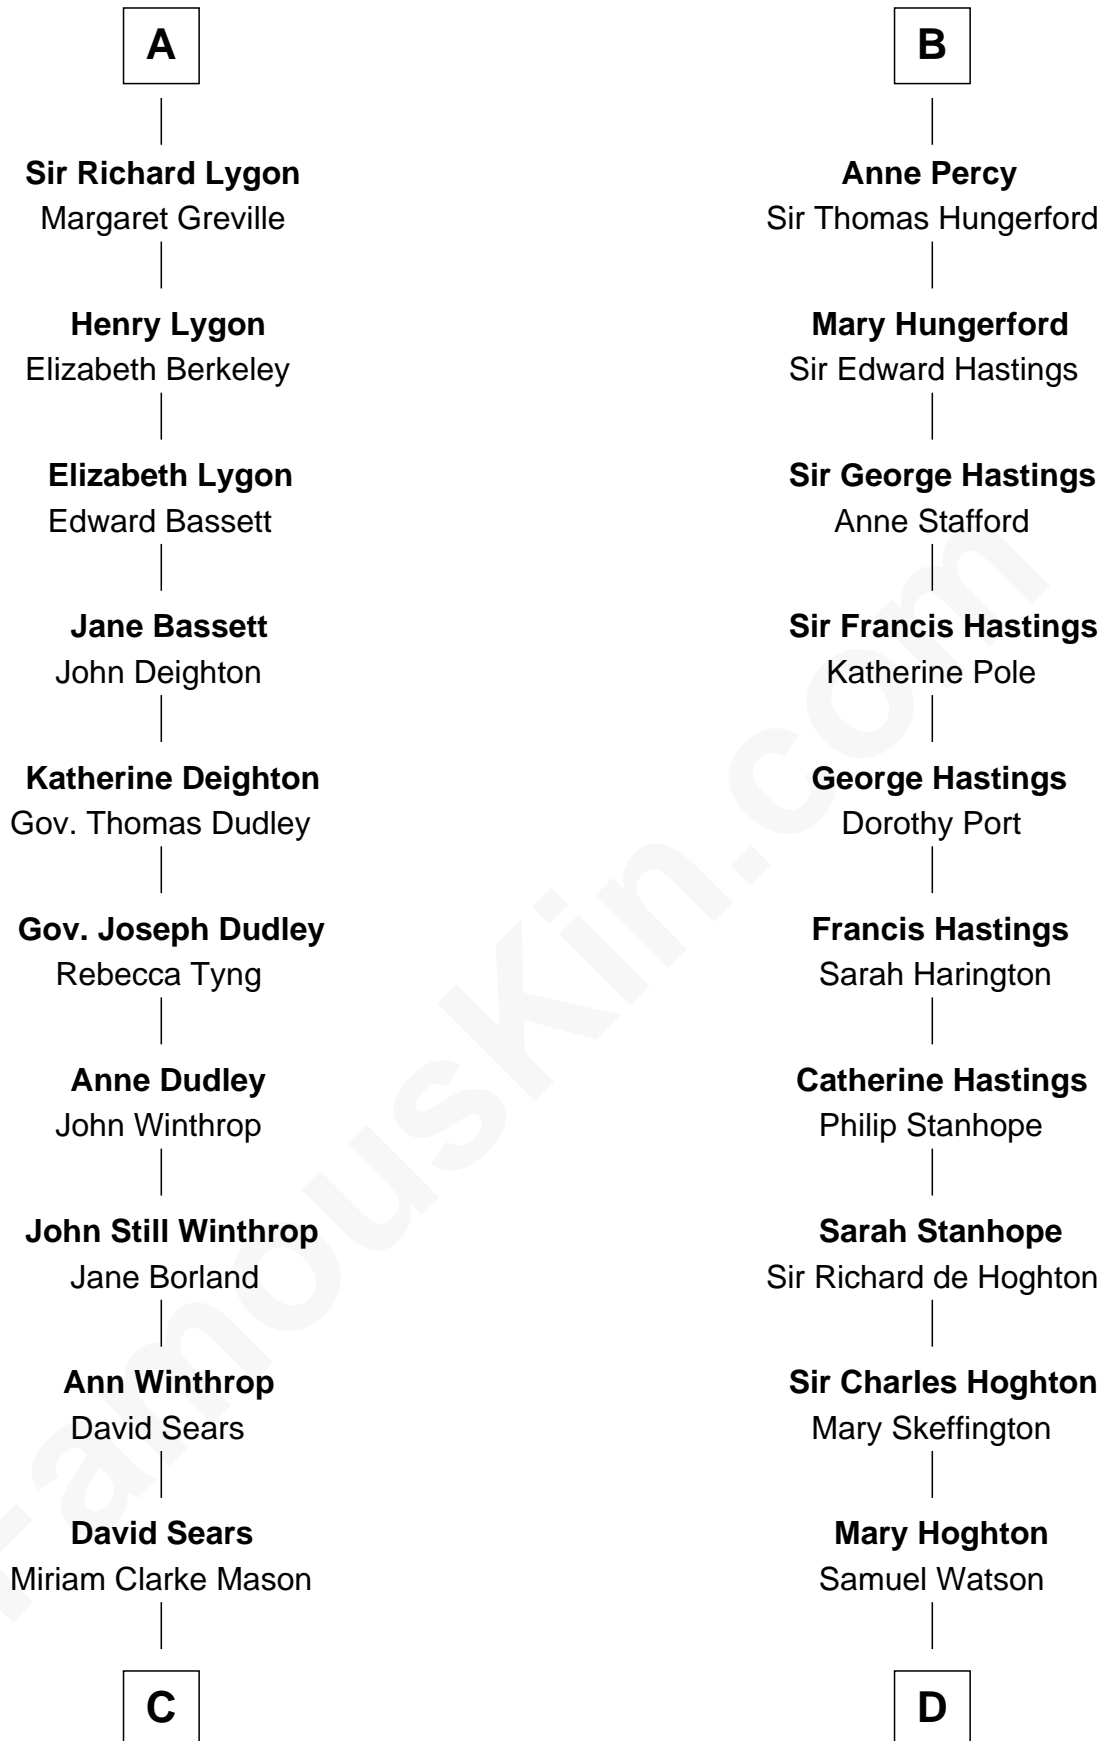 A
Sir Richard Lygon
Margaret Greville
Henry Lygon
Elizabeth Berkeley
Elizabeth Lygon
Edward Bassett
Jane Bassett
John Deighton
Katherine Deighton
Gov. Thomas Dudley
Gov. Joseph Dudley
Rebecca Tyng
Anne Dudley
John Winthrop
John Still Winthrop
Jane Borland
Ann Winthrop
David Sears
David Sears
Miriam Clarke Mason
C
B
Anne Percy
Sir Thomas Hungerford
Mary Hungerford
Sir Edward Hastings
Sir George Hastings
Anne Stafford
Sir Francis Hastings
Katherine Pole
George Hastings
Dorothy Port
Francis Hastings
Sarah Harington
Catherine Hastings
Philip Stanhope
Sarah Stanhope
Sir Richard de Hoghton
Sir Charles Hoghton
Mary Skeffington
Mary Hoghton
Samuel Watson
D
FamousKin.com